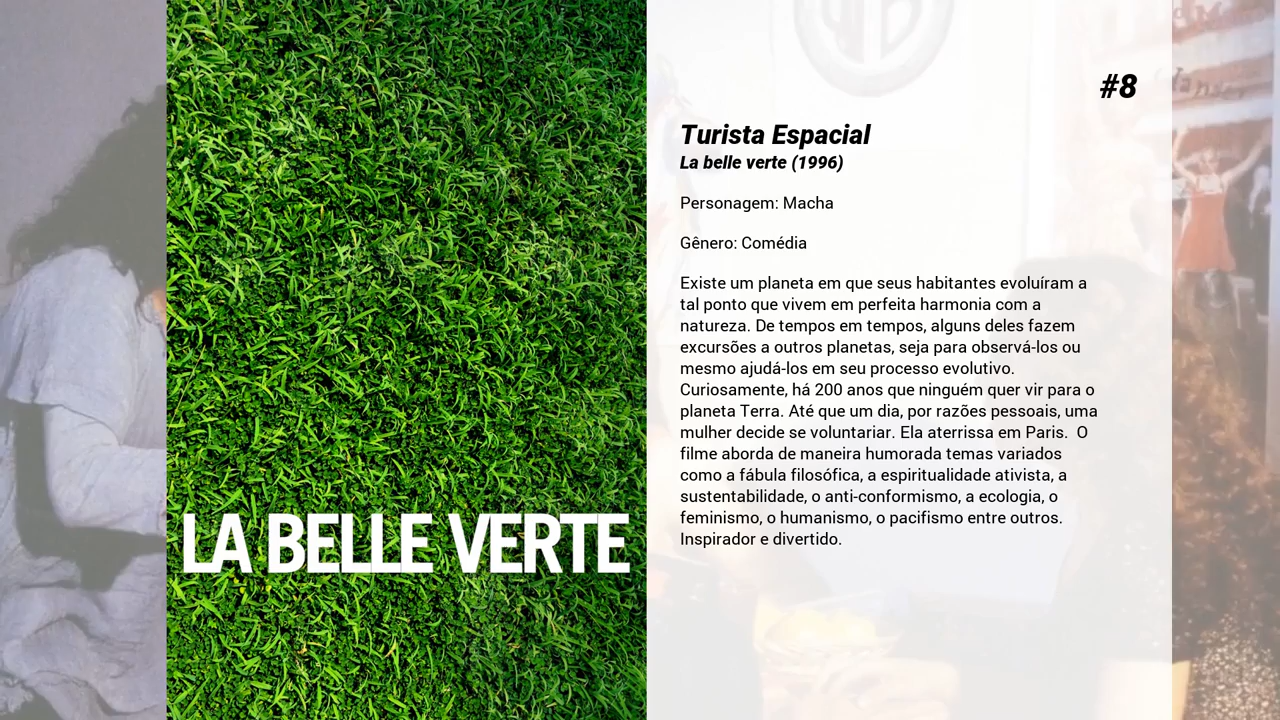 #8
Turista Espacial
La belle verte (1996)
Personagem: Macha
Gênero: Comédia
Existe um planeta em que seus habitantes evoluíram a
tal ponto que vivem em perfeita harmonia com a
natureza. De tempos em tempos, alguns deles fazem
excursões a outros planetas, seja para observá-los ou
mesmo ajudá-los em seu processo evolutivo.
Curiosamente, há 200 anos que ninguém quer vir para o
planeta Terra. Até que um dia, por razões pessoais, uma
mulher decide se voluntariar. Ela aterrissa em Paris.  O
filme aborda de maneira humorada temas variados
como a fábula filosófica, a espiritualidade ativista, a
sustentabilidade, o anti-conformismo, a ecologia, o
feminismo, o humanismo, o pacifismo entre outros.
Inspirador e divertido.
LA BELLE VERTE